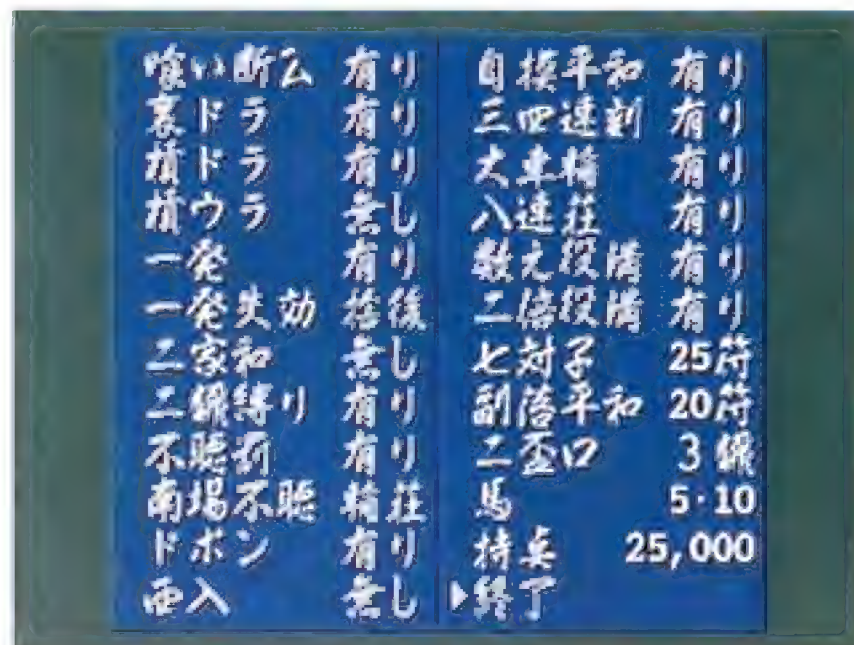 喰い断么 有り
裏ドラ 有り
槓ドラ 有り
槓ウラ 無し
一発 有り
一発失効 捨後
二家和 無し
二飜縛り 有り
不聴罰 有り
南場不聴 輪荘
ドボン 有り
西入 無し
自摸平和 有り
三四連刻 有り
大車輪 有り
八連荘 有り
数え役満 有り
二倍役満 有り
七対子 25符
副露平和 20符
二盃口 3飜
馬 5·10
持点 25,000
▶終了